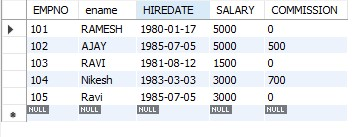 EMPNO ename HIREDATE SALARY COMMISSION
101 RAMESH 1980-01-17 5000 0
102 AJAY 1985-07-05 5000 500
103 RAVI 1981-08-12 1500 0
104 Nikesh 1983-03-03 3000 700
105 Ravi 1985-07-05 3000 0
NULL NULL NULL NULL NULL